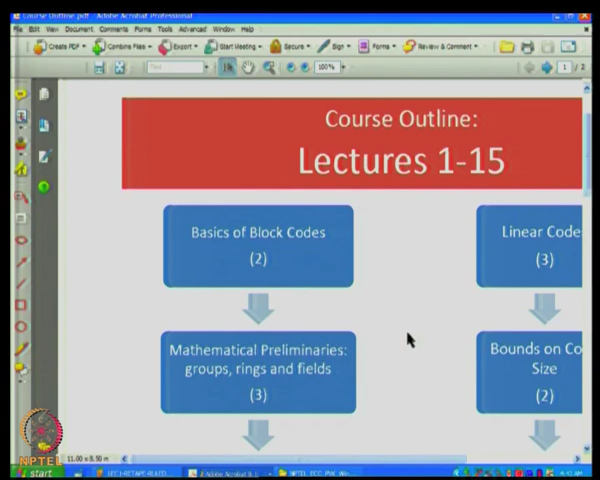 Course Outline.pdf - Adobe Acrobat Professional
File Edit View Document Comments Forms Tools Advanced Window Help
Create PDF Combine Files Export Start Meeting Secure Sign Forms Review & Comment
100% 1 / 2
Course Outline:
Lectures 1-15
Basics of Block Codes
(2)
Linear Code
(3)
Mathematical Preliminaries:
groups, rings and fields
(3)
Bounds on Co
Size
(2)
11.00 x 8.50 in
NPTEL
start